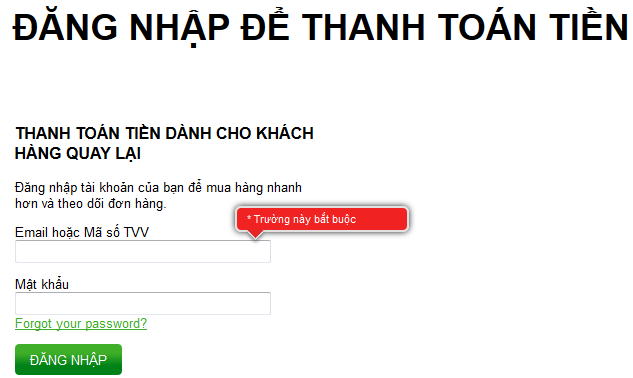 ĐĂNG NHẬP ĐỂ THANH TOÁN TIỀN
THANH TOÁN TIỀN DÀNH CHO KHÁCH
HÀNG QUAY LẠI
Đăng nhập tài khoản của bạn để mua hàng nhanh
hơn và theo dõi đơn hàng.
* Trường này bắt buộc
Email hoặc Mã số TVV
Mật khẩu
Forgot your password?
ĐĂNG NHẬP